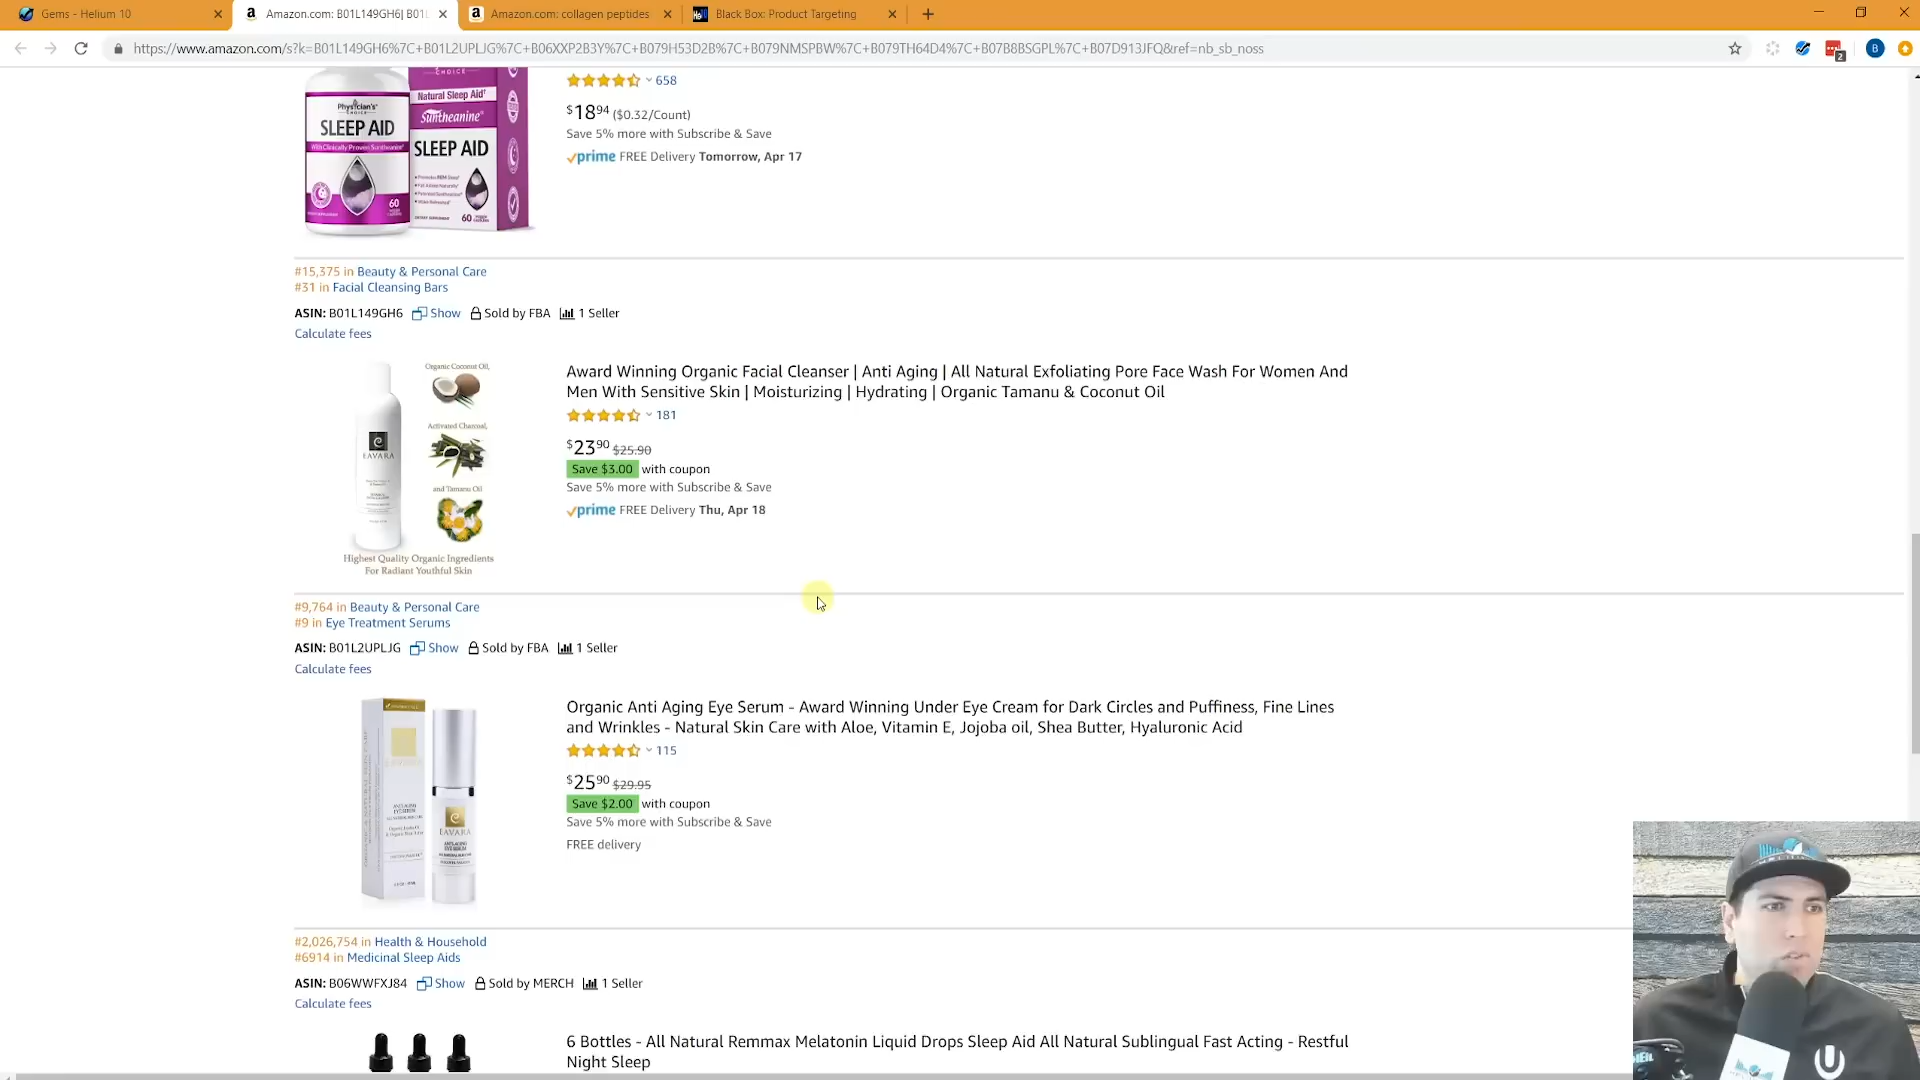 Gems - Helium 10
Amazon.com: B01L149GH6| B01L
Amazon.com: collagen peptides
Black Box: Product Targeting
https://www.amazon.com/s?k=B01L149GH6%7C+B01L2UPLJG%7C+B06XXP2B3Y%7C+B079H53D2B%7C+B079NMSPBW%7C+B079TH64D4%7C+B07B8BSGPL%7C+B07D913JFQ&ref=nb_sb_noss
2
B
CHOICE
Natural Sleep Aid
Suntheanine
SLEEP AID
60
Physician's
CHOICE
SLEEP AID
With Clinically Proven Suntheanine
60
658
$18.94 ($0.32/Count)
Save 5% more with Subscribe & Save
prime FREE Delivery Tomorrow, Apr 17
#15,375 in Beauty & Personal Care
#31 in Facial Cleansing Bars
ASIN: B01L149GH6 Show Sold by FBA 1 Seller
Calculate fees
Organic Coconut Oil,
Activated Charcoal,
and Tamanu Oil
EAVARA
Highest Quality Organic Ingredients
For Radiant Youthful Skin
Award Winning Organic Facial Cleanser | Anti Aging | All Natural Exfoliating Pore Face Wash For Women And
Men With Sensitive Skin | Moisturizing | Hydrating | Organic Tamanu & Coconut Oil
181
$23.90 $25.90
Save $3.00 with coupon
Save 5% more with Subscribe & Save
prime FREE Delivery Thu, Apr 18
#9,764 in Beauty & Personal Care
#9 in Eye Treatment Serums
ASIN: B01L2UPLJG Show Sold by FBA 1 Seller
Calculate fees
EAVARA
ANTI-AGING
EYE SERUM
Organic Anti Aging Eye Serum - Award Winning Under Eye Cream for Dark Circles and Puffiness, Fine Lines
and Wrinkles - Natural Skin Care with Aloe, Vitamin E, Jojoba oil, Shea Butter, Hyaluronic Acid
115
$25.90 $29.95
Save $2.00 with coupon
Save 5% more with Subscribe & Save
FREE delivery
#2,026,754 in Health & Household
#6914 in Medicinal Sleep Aids
ASIN: B06WWFXJ84 Show Sold by MERCH 1 Seller
Calculate fees
6 Bottles - All Natural Remmax Melatonin Liquid Drops Sleep Aid All Natural Sublingual Fast Acting - Restful
Night Sleep